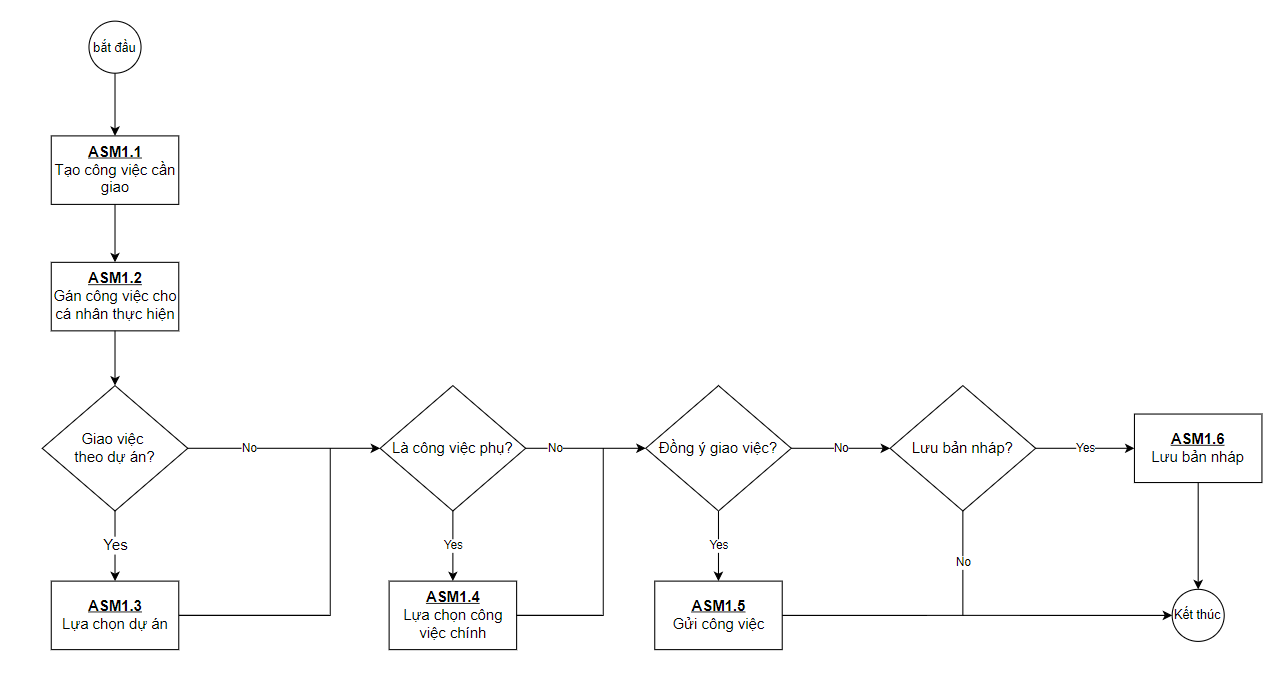 bắt đầu
ASM1.1
Tạo công việc cần
giao
ASM1.2
Gán công việc cho
cá nhân thực hiện
Giao việc
theo dự án?
No
Là công việc phụ?
No
Đồng ý giao việc?
No
Lưu bản nháp?
Yes
ASM1.6
Lưu bản nháp
Yes
Yes
Yes
No
ASM1.3
Lựa chọn dự án
ASM1.4
Lựa chọn công
việc chính
ASM1.5
Gửi công việc
Kết thúc